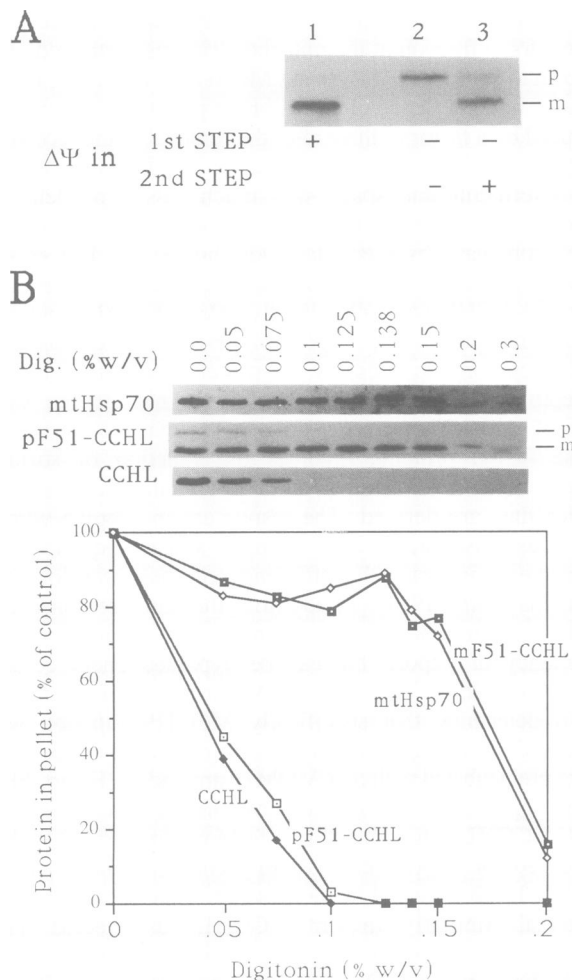 A
1 2 3
p
m
ΔΨ in
1st STEP + − −
2nd STEP − +
B
Dig. (%w/v) 0.0 0.05 0.075 0.1 0.125 0.138 0.15 0.2 0.3
mtHsp70
pF51-CCHL
p
m
CCHL
Protein in pellet (% of control)
100
80
60
40
20
0
mF51-CCHL
mtHsp70
CCHL
pF51-CCHL
0 .05 .1 .15 .2
Digitonin (% w/v)